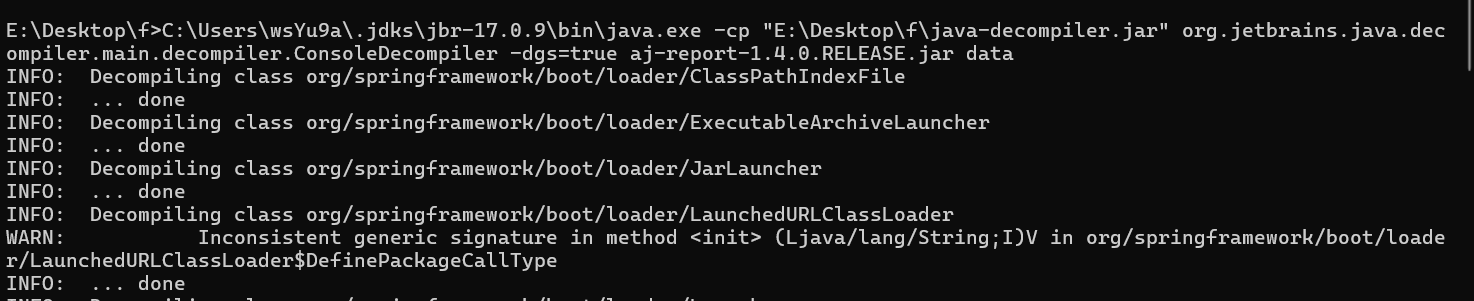 E:\Desktop\f>C:\Users\wsYu9a\.jdks\jbr-17.0.9\bin\java.exe -cp "E:\Desktop\f\java-decompiler.jar" org.jetbrains.java.dec
ompiler.main.decompiler.ConsoleDecompiler -dgs=true aj-report-1.4.0.RELEASE.jar data
INFO:  Decompiling class org/springframework/boot/loader/ClassPathIndexFile
INFO:  ... done
INFO:  Decompiling class org/springframework/boot/loader/ExecutableArchiveLauncher
INFO:  ... done
INFO:  Decompiling class org/springframework/boot/loader/JarLauncher
INFO:  ... done
INFO:  Decompiling class org/springframework/boot/loader/LaunchedURLClassLoader
WARN:          Inconsistent generic signature in method <init> (Ljava/lang/String;I)V in org/springframework/boot/loade
r/LaunchedURLClassLoader$DefinePackageCallType
INFO:  ... done